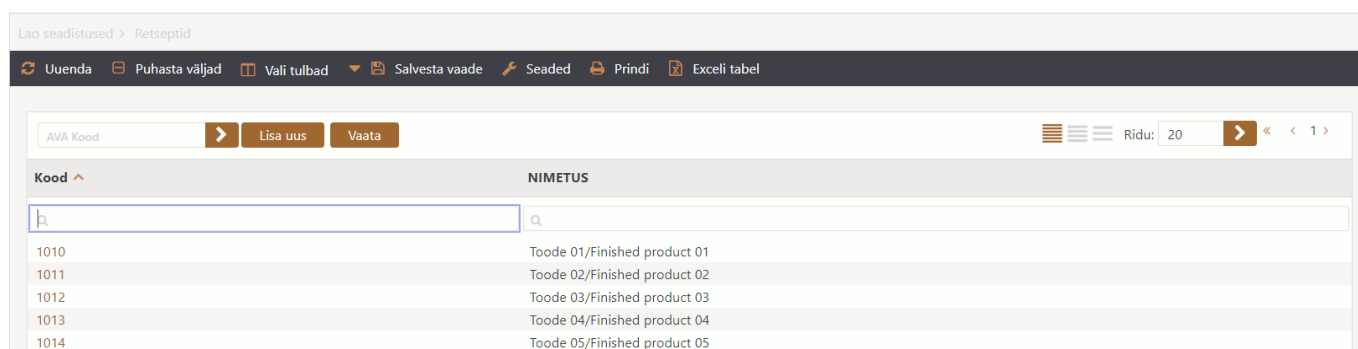 Lao seadistused > Retseptid
Uuenda Puhasta väljad Vali tulbad Salvesta vaade Seaded Prindi Exceli tabel
AVA Kood Lisa uus Vaata Ridu: 20 « < 1 >
Kood NIMETUS
1010 Toode 01/Finished product 01
1011 Toode 02/Finished product 02
1012 Toode 03/Finished product 03
1013 Toode 04/Finished product 04
1014 Toode 05/Finished product 05